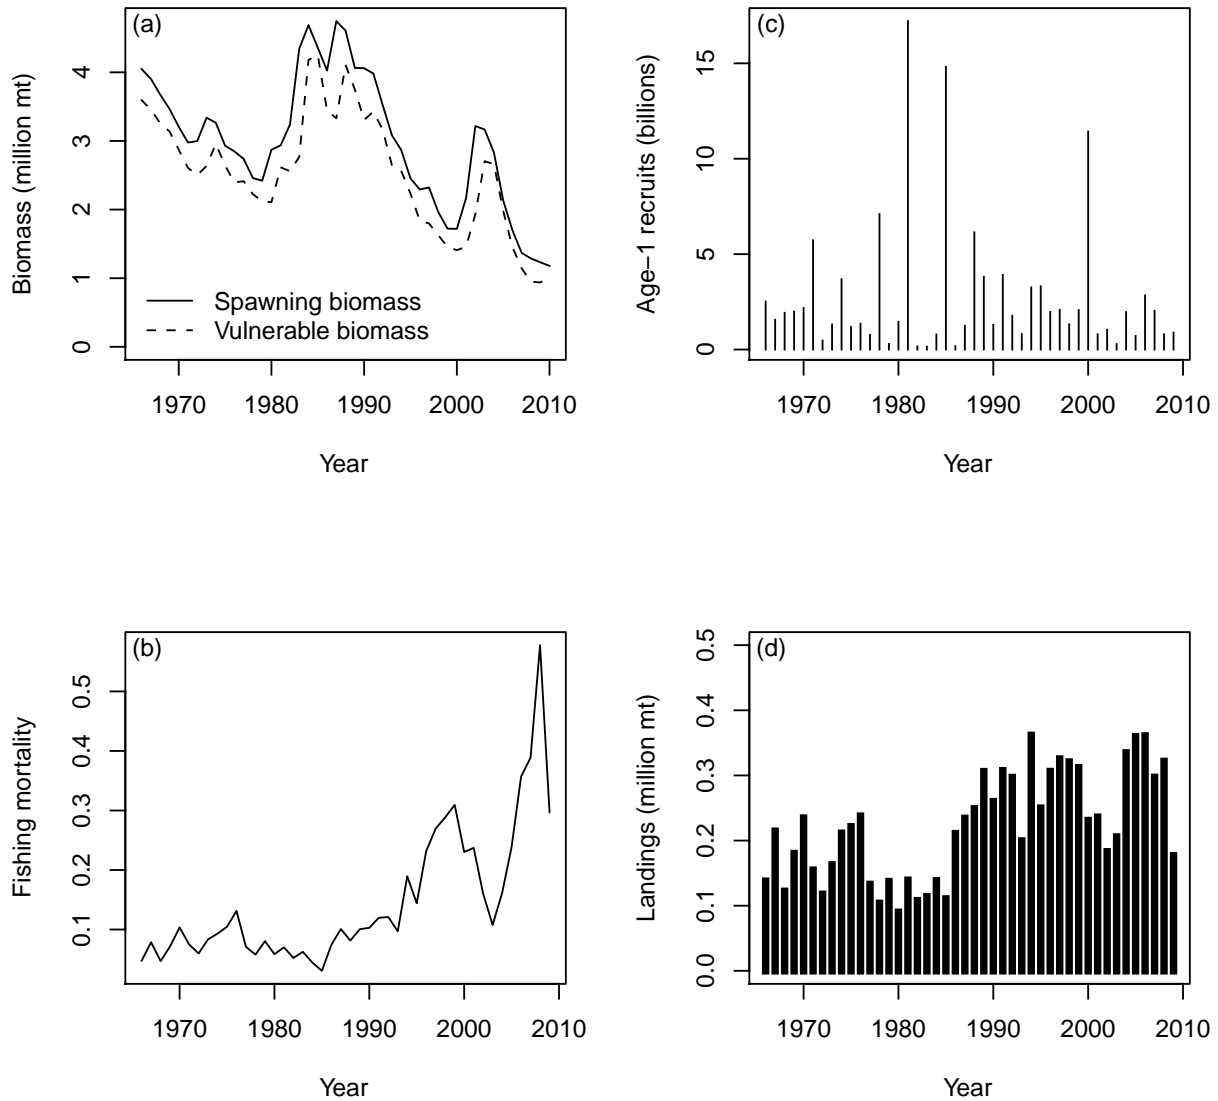 (a)
Biomass (million mt)
4
3
2
1
0
Spawning biomass
Vulnerable biomass
1970 1980 1990 2000 2010
Year
(c)
Age−1 recruits (billions)
15
10
5
0
1970 1980 1990 2000 2010
Year
(b)
Fishing mortality
0.5
0.4
0.3
0.2
0.1
1970 1980 1990 2000 2010
Year
(d)
Landings (million mt)
0.5
0.4
0.3
0.2
0.1
0.0
1970 1980 1990 2000 2010
Year